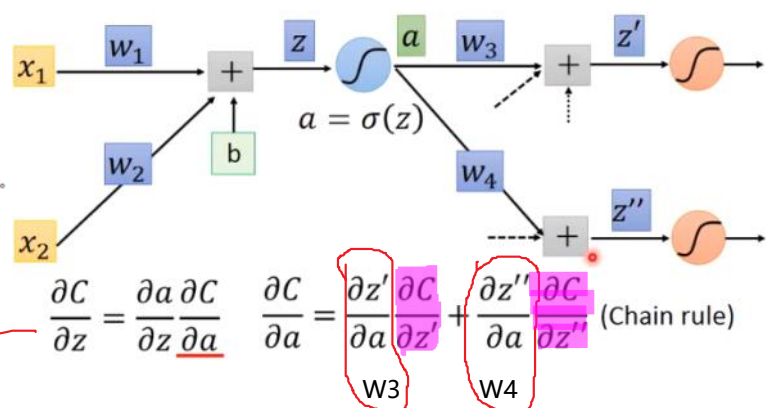 w₁ z a w₃ z′
x₁ + +
a = σ(z)
w₂ b w₄
z′′
x₂ +
∂C/∂z = ∂a/∂z ∂C/∂a ∂C/∂a = ∂z′/∂a ∂C/∂z′ + ∂z′′/∂a ∂C/∂z′′ (Chain rule)
W3 W4